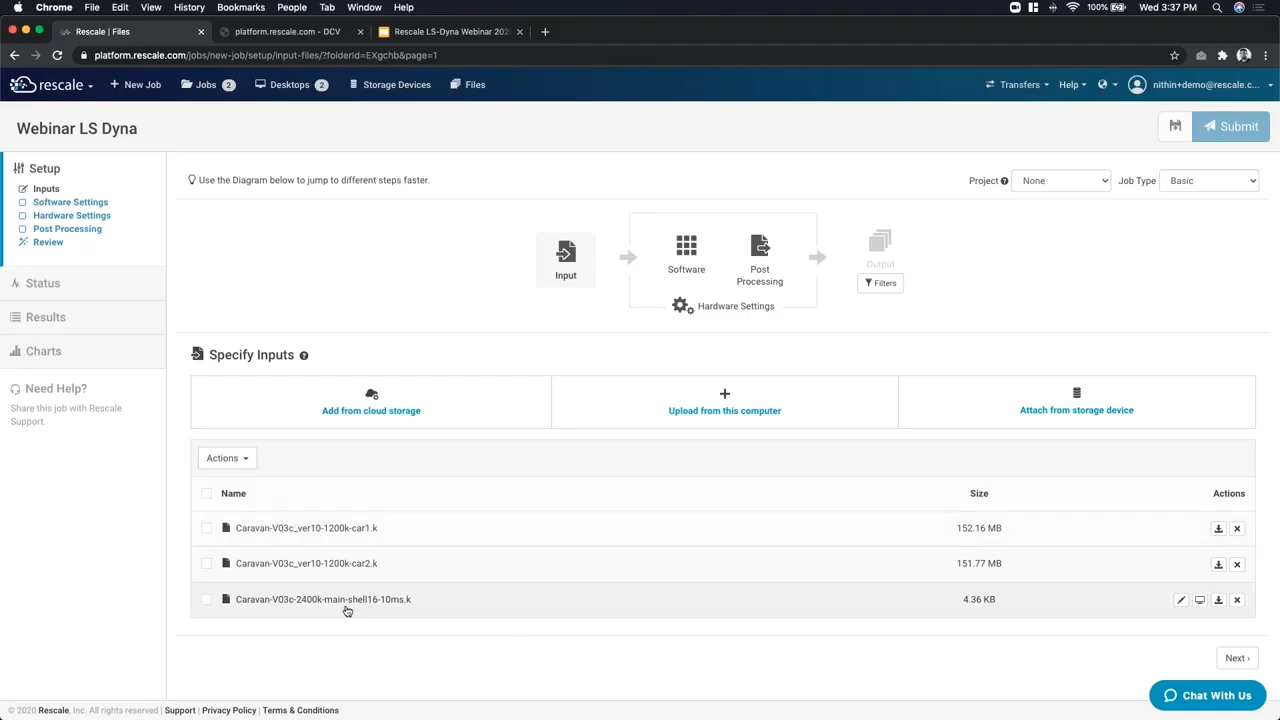 Chrome File Edit View History Bookmarks People Tab Window Help 100% Wed 3:37 PM
Rescale | Files platform.rescale.com - DCV Rescale LS-Dyna Webinar 202
platform.rescale.com/jobs/new-job/setup/input-files/?folderId=EXgchb&page=1
rescale New Job Jobs 2 Desktops 2 Storage Devices Files Transfers Help nithin+demo@rescale.c...
Webinar LS Dyna
Submit
Setup
Inputs
Software Settings
Hardware Settings
Post Processing
Review
Status
Results
Charts
Need Help?
Share this job with Rescale
Support.
Use the Diagram below to jump to different steps faster.
Project None Job Type Basic
Input
Software
Post
Processing
Hardware Settings
Output
Filters
Specify Inputs
Add from cloud storage
Upload from this computer
Attach from storage device
Actions
Name Size Actions
Caravan-V03c_ver10-1200k-car1.k 152.16 MB
Caravan-V03c_ver10-1200k-car2.k 151.77 MB
Caravan-V03c-2400k-main-shell16-10ms.k 4.36 KB
Next ›
Chat With Us
© 2020 Rescale, Inc. All rights reserved | Support | Privacy Policy | Terms & Conditions